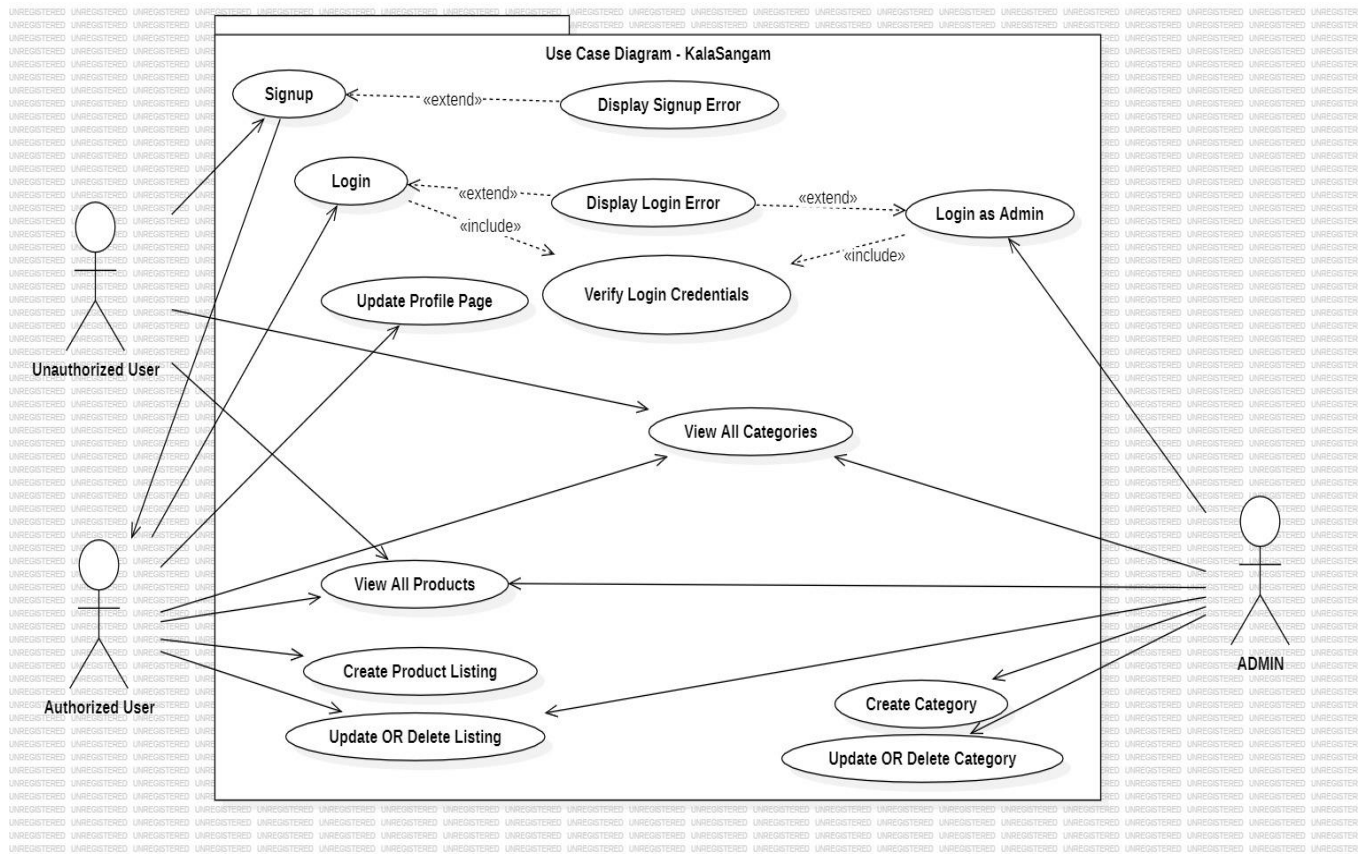 Use Case Diagram - KalaSangam
Signup
«extend»
Display Signup Error
Login
«extend»
Display Login Error
«extend»
Login as Admin
«include»
«include»
Verify Login Credentials
Update Profile Page
Unauthorized User
View All Categories
View All Products
ADMIN
Create Product Listing
Authorized User
Create Category
Update OR Delete Listing
Update OR Delete Category
UNREGISTERED